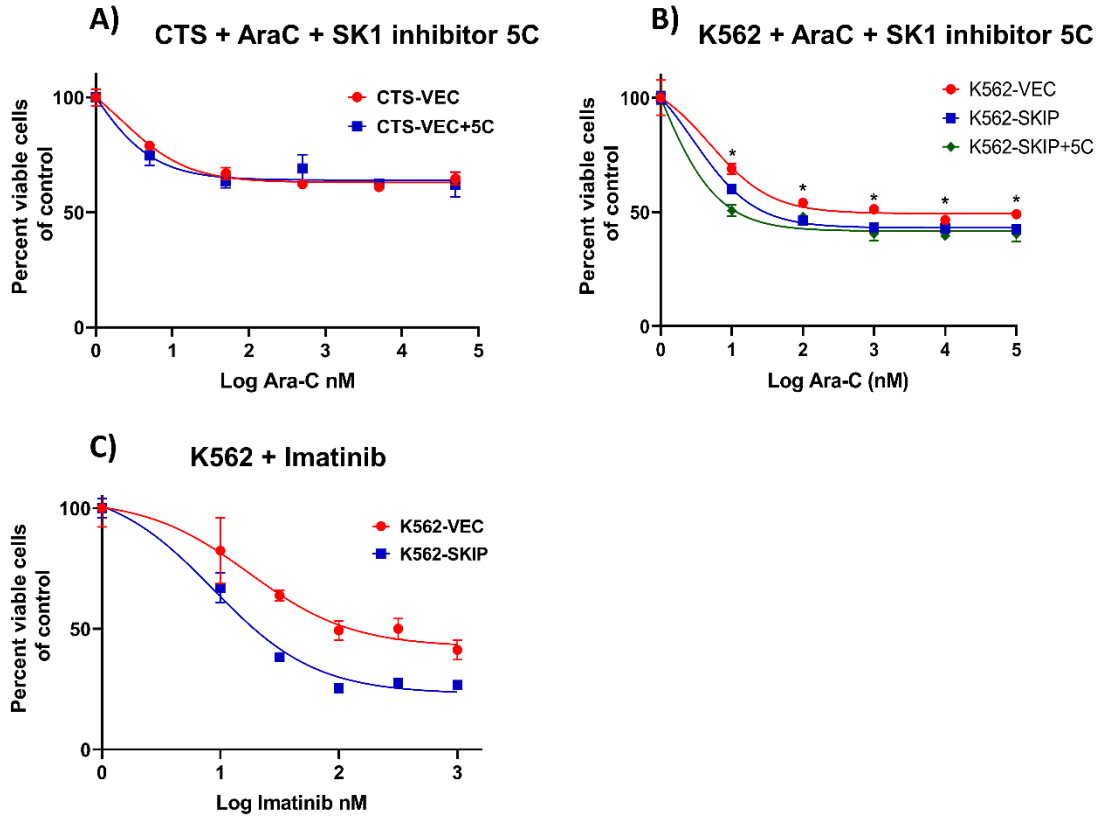 A)
CTS + AraC + SK1 inhibitor 5C
Percent viable cells
of control
100
50
0
CTS-VEC
CTS-VEC+5C
0 1 2 3 4 5
Log Ara-C nM
B)
K562 + AraC + SK1 inhibitor 5C
Percent viable cells
of control
100
50
0
K562-VEC
K562-SKIP
K562-SKIP+5C
* * * * *
0 1 2 3 4 5
Log Ara-C (nM)
C)
K562 + Imatinib
Percent viable cells
of control
100
50
0
K562-VEC
K562-SKIP
0 1 2 3
Log Imatinib nM